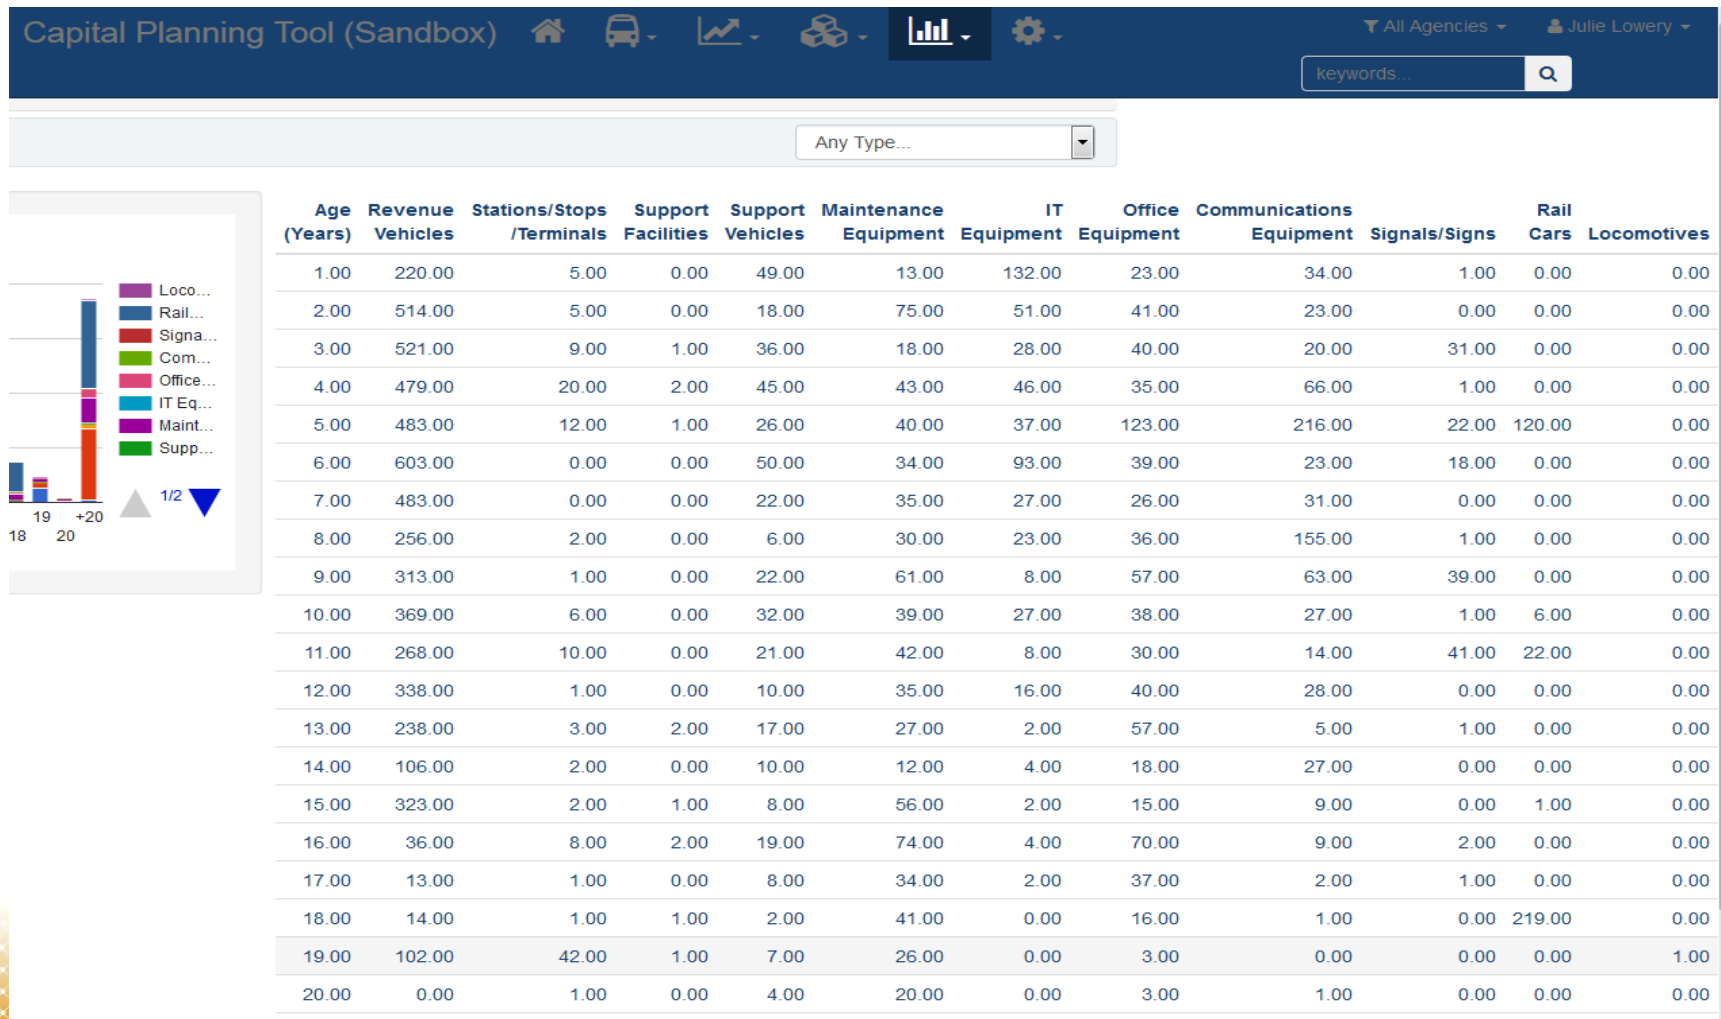 Capital Planning Tool (Sandbox)
All Agencies
Julie Lowery
keywords...
Any Type...
Loco...
Rail...
Signa...
Com...
Office...
IT Eq...
Maint...
Supp...
1/2
19 +20
18 20
Age Revenue Stations/Stops Support Support Maintenance IT Office Communications Rail
(Years) Vehicles /Terminals Facilities Vehicles Equipment Equipment Equipment Equipment Signals/Signs Cars Locomotives
1.00 220.00 5.00 0.00 49.00 13.00 132.00 23.00 34.00 1.00 0.00 0.00
2.00 514.00 5.00 0.00 18.00 75.00 51.00 41.00 23.00 0.00 0.00 0.00
3.00 521.00 9.00 1.00 36.00 18.00 28.00 40.00 20.00 31.00 0.00 0.00
4.00 479.00 20.00 2.00 45.00 43.00 46.00 35.00 66.00 1.00 0.00 0.00
5.00 483.00 12.00 1.00 26.00 40.00 37.00 123.00 216.00 22.00 120.00 0.00
6.00 603.00 0.00 0.00 50.00 34.00 93.00 39.00 23.00 18.00 0.00 0.00
7.00 483.00 0.00 0.00 22.00 35.00 27.00 26.00 31.00 0.00 0.00 0.00
8.00 256.00 2.00 0.00 6.00 30.00 23.00 36.00 155.00 1.00 0.00 0.00
9.00 313.00 1.00 0.00 22.00 61.00 8.00 57.00 63.00 39.00 0.00 0.00
10.00 369.00 6.00 0.00 32.00 39.00 27.00 38.00 27.00 1.00 6.00 0.00
11.00 268.00 10.00 0.00 21.00 42.00 8.00 30.00 14.00 41.00 22.00 0.00
12.00 338.00 1.00 0.00 10.00 35.00 16.00 40.00 28.00 0.00 0.00 0.00
13.00 238.00 3.00 2.00 17.00 27.00 2.00 57.00 5.00 1.00 0.00 0.00
14.00 106.00 2.00 0.00 10.00 12.00 4.00 18.00 27.00 0.00 0.00 0.00
15.00 323.00 2.00 1.00 8.00 56.00 2.00 15.00 9.00 0.00 1.00 0.00
16.00 36.00 8.00 2.00 19.00 74.00 4.00 70.00 9.00 2.00 0.00 0.00
17.00 13.00 1.00 0.00 8.00 34.00 2.00 37.00 2.00 1.00 0.00 0.00
18.00 14.00 1.00 1.00 2.00 41.00 0.00 16.00 1.00 0.00 219.00 0.00
19.00 102.00 42.00 1.00 7.00 26.00 0.00 3.00 0.00 0.00 0.00 1.00
20.00 0.00 1.00 0.00 4.00 20.00 0.00 3.00 1.00 0.00 0.00 0.00